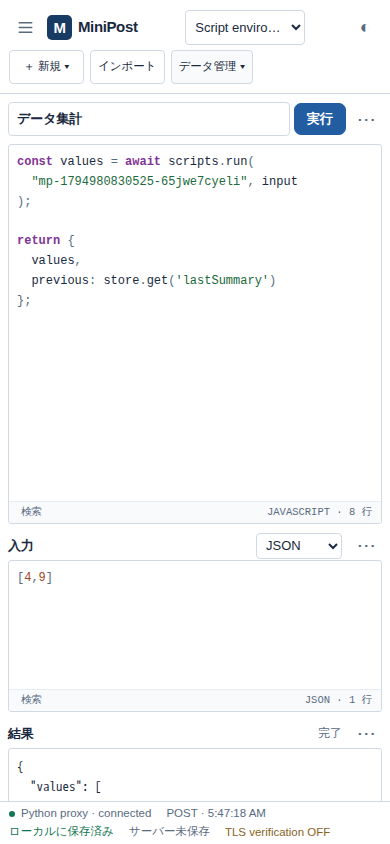 M MiniPost Script enviro…
＋ 新規 ▾ インポート データ管理 ▾
データ集計 実行 ···
const values = await scripts.run(
"mp-1794980830525-65jwe7cyeli", input
);
return {
values,
previous: store.get('lastSummary')
};
検索 JAVASCRIPT · 8 行
入力 JSON ···
[4,9]
検索 JSON · 1 行
結果 完了 ···
{
"values": [
Python proxy · connected POST · 5:47:18 AM
ローカルに保存済み サーバー未保存 TLS verification OFF